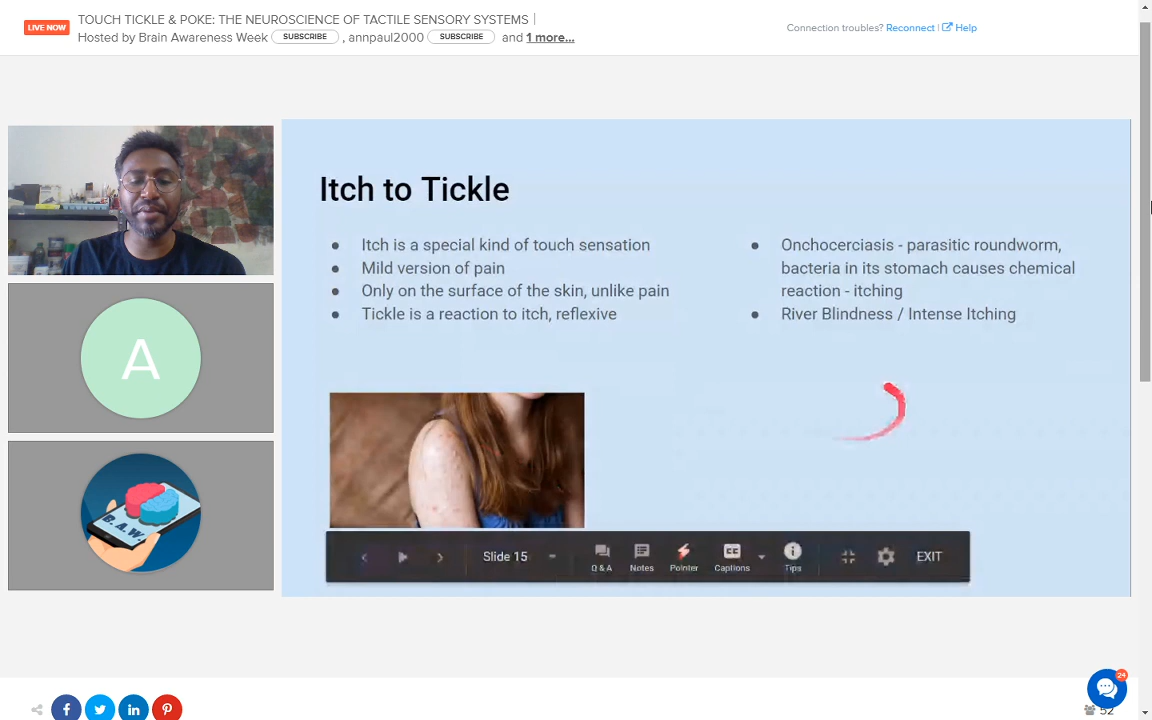 TOUCH TICKLE & POKE: THE NEUROSCIENCE OF TACTILE SENSORY SYSTEMS
LIVE NOW
Hosted by Brain Awareness Week SUBSCRIBE , annpaul2000 SUBSCRIBE and 1 more...
Connection troubles? Reconnect | Help
Itch to Tickle
● Itch is a special kind of touch sensation
● Mild version of pain
● Only on the surface of the skin, unlike pain
● Tickle is a reaction to itch, reflexive
● Onchocerciasis - parasitic roundworm,
bacteria in its stomach causes chemical
reaction - itching
● River Blindness / Intense Itching
A
B.A.W.
Slide 15
Q & A Notes Pointer Captions Tips
CC
EXIT
24
52